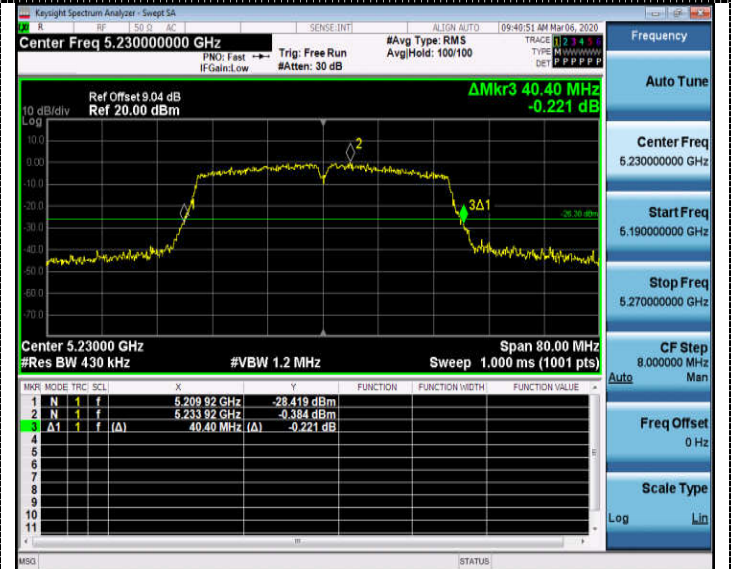 Keysight Spectrum Analyzer - Swept SA
R RF 50 Ω AC SENSE:INT ALIGN AUTO 09:40:51 AM Mar 06, 2020
Center Freq 5.230000000 GHz
PNO: Fast
IFGain:Low
Trig: Free Run
#Atten: 30 dB
#Avg Type: RMS
Avg|Hold: 100/100
TRACE 1 2 3 4 5 6
TYPE M WWWWW
DET P P P P P P
Ref Offset 9.04 dB
10 dB/div Ref 20.00 dBm
Log
ΔMkr3 40.40 MHz
-0.221 dB
10.0
0.00
-10.0
-20.0
-30.0
-40.0
-50.0
-60.0
-70.0
2
3Δ1
Center 5.23000 GHz Span 80.00 MHz
#Res BW 430 kHz #VBW 1.2 MHz Sweep 1.000 ms (1001 pts)
MKR MODE TRC SCL X Y FUNCTION FUNCTION WIDTH FUNCTION VALUE
1 N 1 f 5.209 92 GHz -28.419 dBm
2 N 1 f 5.233 92 GHz -0.384 dBm
3 Δ1 1 f (Δ) 40.40 MHz (Δ) -0.221 dB
4
5
6
7
8
9
10
11
MSG STATUS
Frequency
Auto Tune
Center Freq
5.230000000 GHz
Start Freq
5.190000000 GHz
Stop Freq
5.270000000 GHz
CF Step
8.000000 MHz
Auto Man
Freq Offset
0 Hz
Scale Type
Log Lin